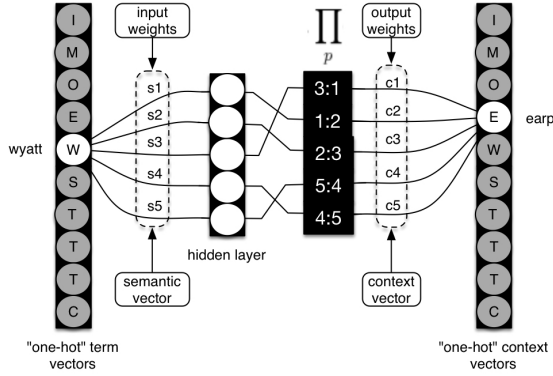 input
weights
∏
p
output
weights
I
M
O
E
W
S
T
T
T
C
wyatt
s1
s2
s3
s4
s5
hidden layer
3:1
1:2
2:3
5:4
4:5
c1
c2
c3
c4
c5
I
M
O
E
W
S
T
T
T
C
earp
semantic
vector
context
vector
"one-hot" term
vectors
"one-hot" context
vectors